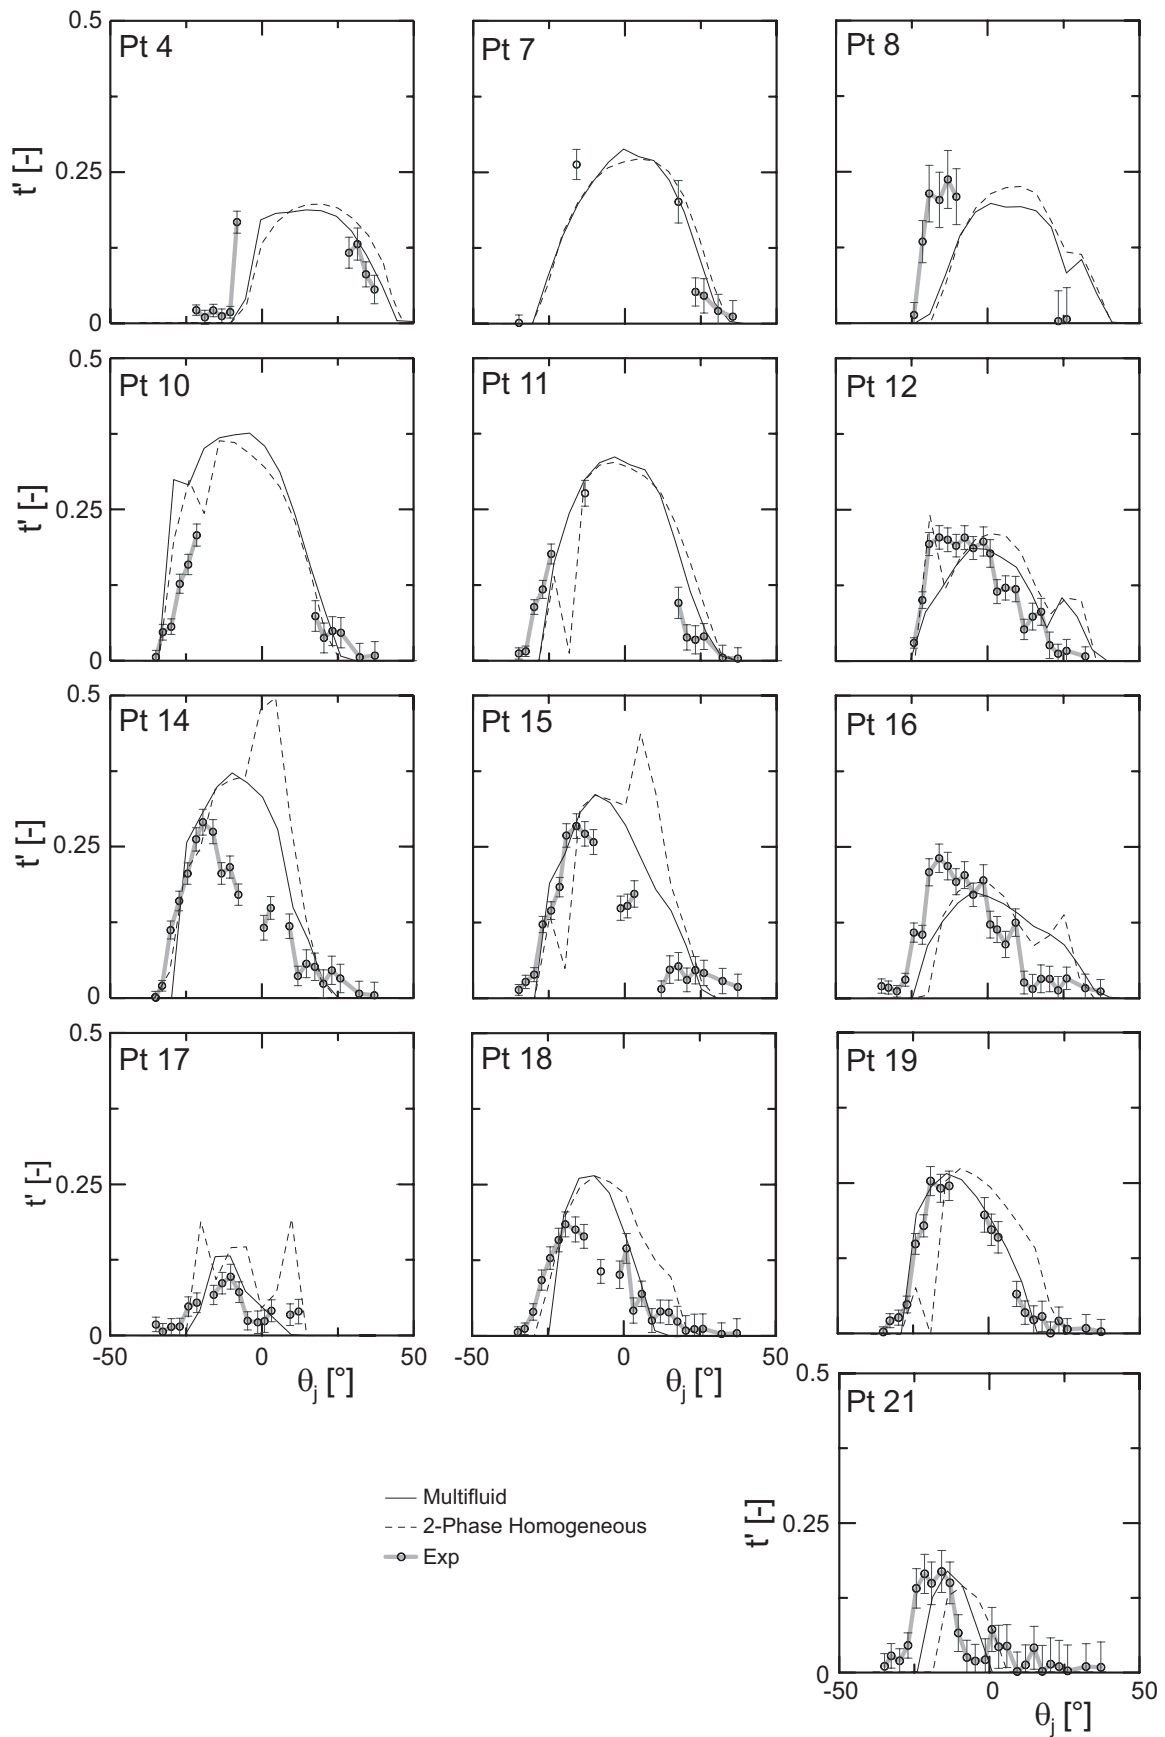 0.5
Pt 4
Pt 7
Pt 8
t' [-]
0.25
0
0.5
Pt 10
Pt 11
Pt 12
t' [-]
0.25
0
0.5
Pt 14
Pt 15
Pt 16
t' [-]
0.25
0
0.5
Pt 17
Pt 18
Pt 19
t' [-]
0.25
0
-50 0 50
-50 0 50
θj [°]
θj [°]
0.5
Pt 21
Multifluid
2-Phase Homogeneous
Exp
t' [-]
0.25
0
-50 0 50
θj [°]